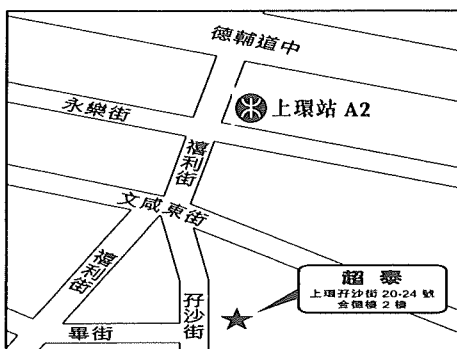 德輔道中
上環站 A2
永樂街
禧利街
文咸東街
禧利街
孖沙街
畢街
超泰
上環孖沙街 20-24 號
金德樓 2 樓